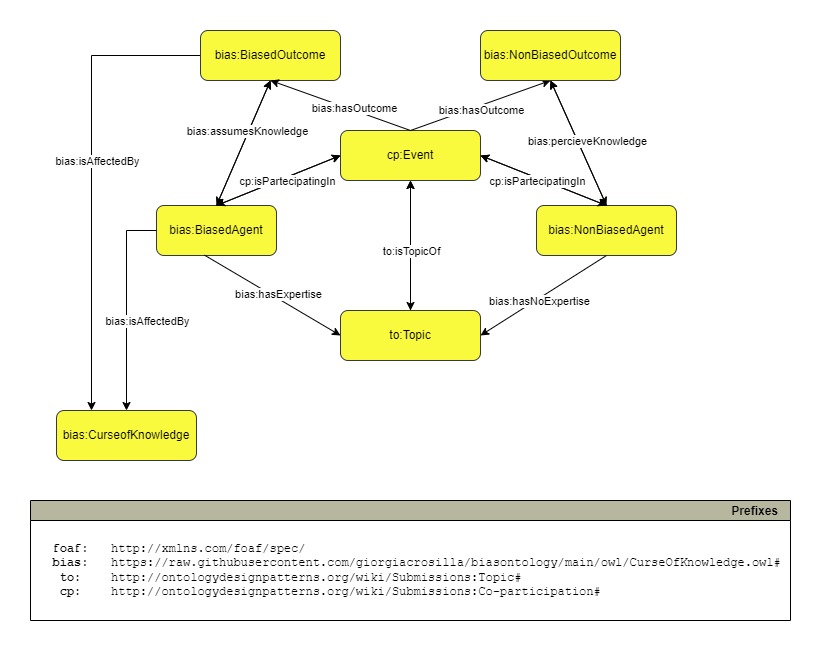 bias:BiasedOutcome
bias:NonBiasedOutcome
bias:hasOutcome
bias:hasOutcome
bias:assumesKnowledge
bias:percieveKnowledge
cp:Event
bias:isAffectedBy
cp:isPartecipatingIn
cp:isPartecipatingIn
bias:BiasedAgent
bias:NonBiasedAgent
to:isTopicOf
bias:hasExpertise
bias:hasNoExpertise
bias:isAffectedBy
to:Topic
bias:CurseofKnowledge
Prefixes
foaf: http://xmlns.com/foaf/spec/
bias: https://raw.githubusercontent.com/giorgiacrosilla/biasontology/main/owl/CurseOfKnowledge.owl#
to: http://ontologydesignpatterns.org/wiki/Submissions:Topic#
cp: http://ontologydesignpatterns.org/wiki/Submissions:Co-participation#